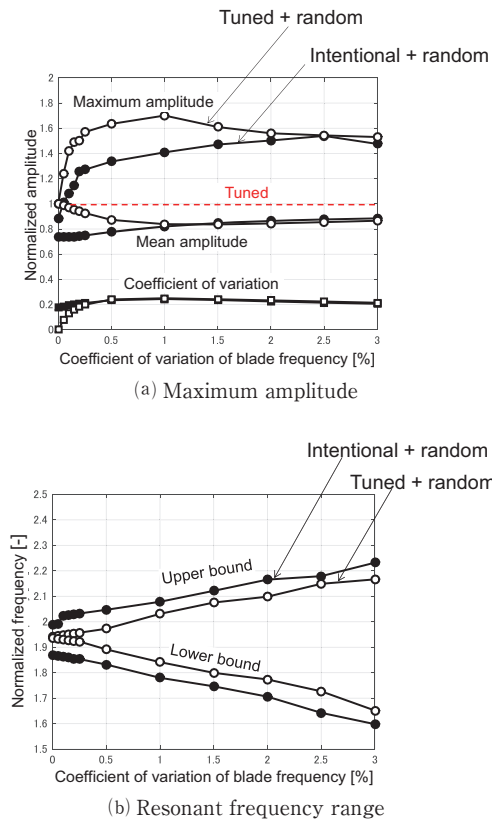 Tuned + random
Intentional + random
2
1.8
1.6
1.4
1.2
1
0.8
0.6
0.4
0.2
0
Normalized amplitude
Maximum amplitude
Tuned
Mean amplitude
Coefficient of variation
0 0.5 1 1.5 2 2.5 3
Coefficient of variation of blade frequency [%]
(a) Maximum amplitude
Intentional + random
Tuned + random
2.5
2.4
2.3
2.2
2.1
2
1.9
1.8
1.7
1.6
1.5
Normalized frequency [-]
Upper bound
Lower bound
0 0.5 1 1.5 2 2.5 3
Coefficient of variation of blade frequency [%]
(b) Resonant frequency range